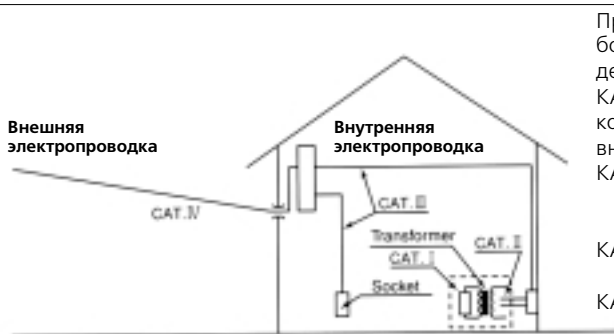 Внешняя
электропроводка
Внутренняя
электропроводка
CAT. IV
CAT. III
Transformer
CAT. I
CAT. II
Socket